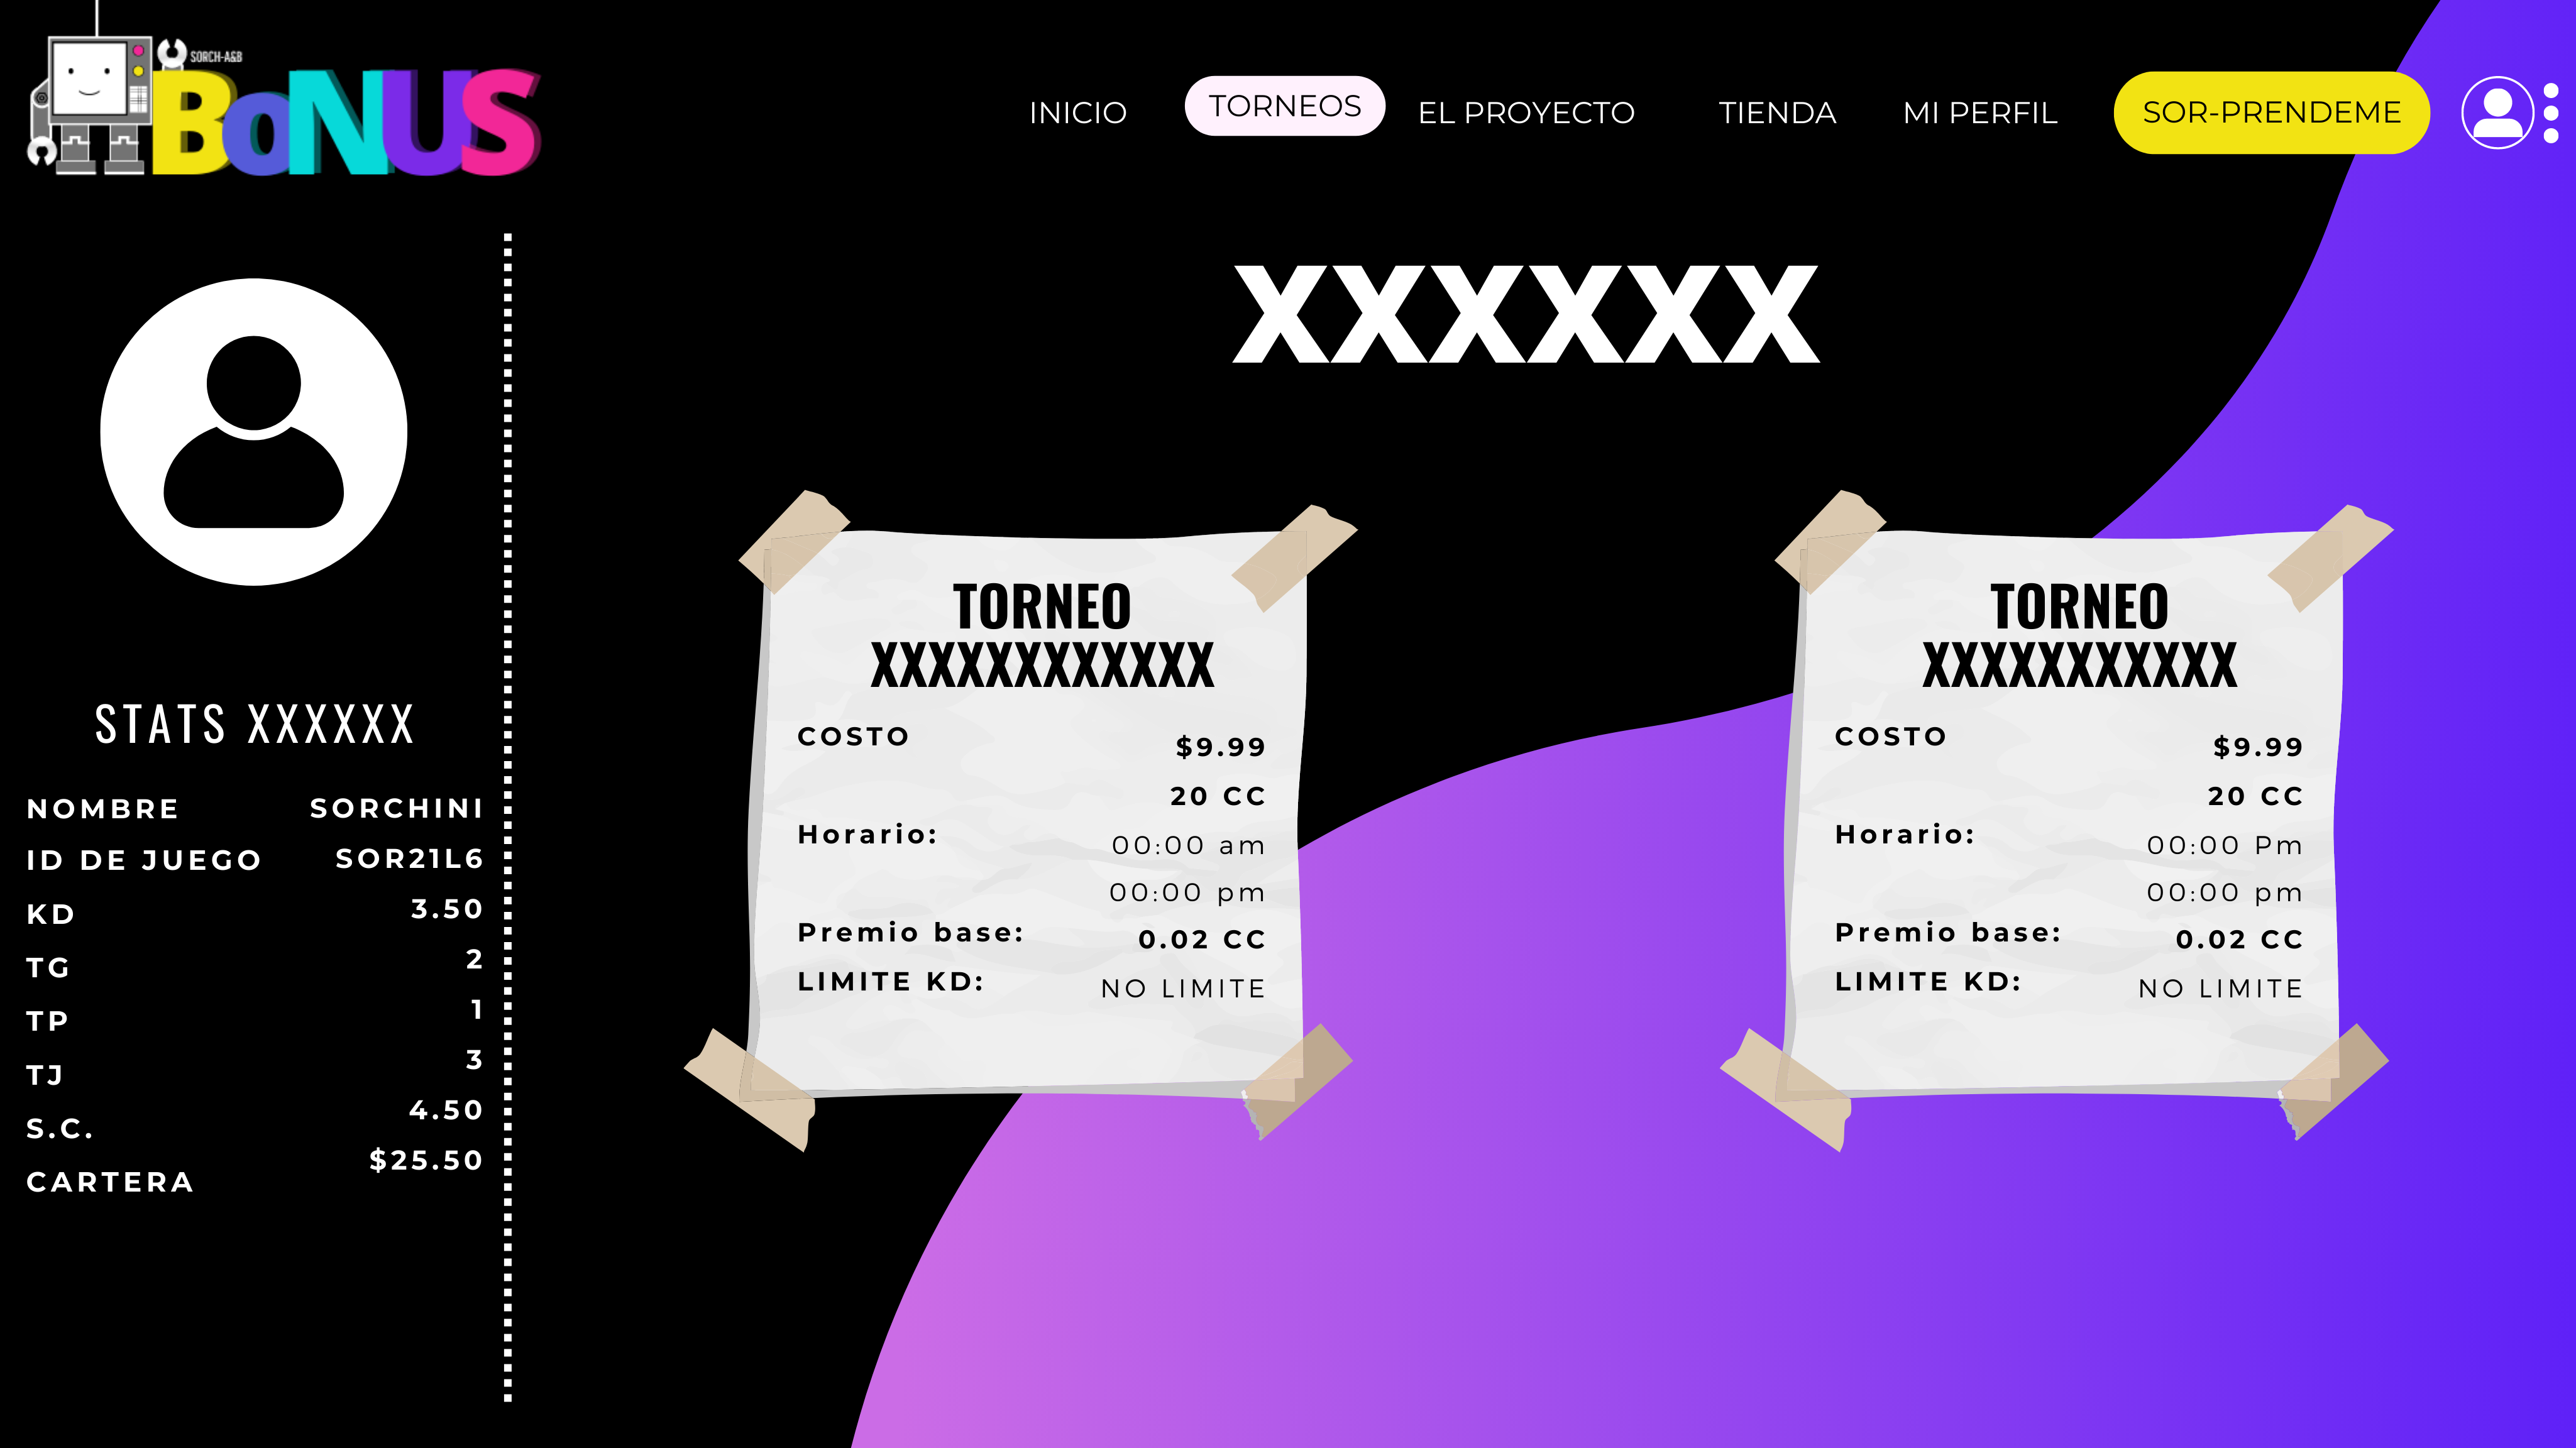 SORCH-A&B
BoNUS
INICIO TORNEOS EL PROYECTO TIENDA MI PERFIL SOR-PRENDEME
XXXXXX
STATS XXXXXX
NOMBRE SORCHINI
ID DE JUEGO SOR21L6
KD 3.50
TG 2
TP 1
TJ 3
S.C. 4.50
CARTERA $25.50
TORNEO
XXXXXXXXXXXX
COSTO $9.99
20 CC
Horario: 00:00 am
00:00 pm
Premio base: 0.02 CC
LIMITE KD: NO LIMITE
TORNEO
XXXXXXXXXXX
COSTO $9.99
20 CC
Horario: 00:00 Pm
00:00 pm
Premio base: 0.02 CC
LIMITE KD: NO LIMITE